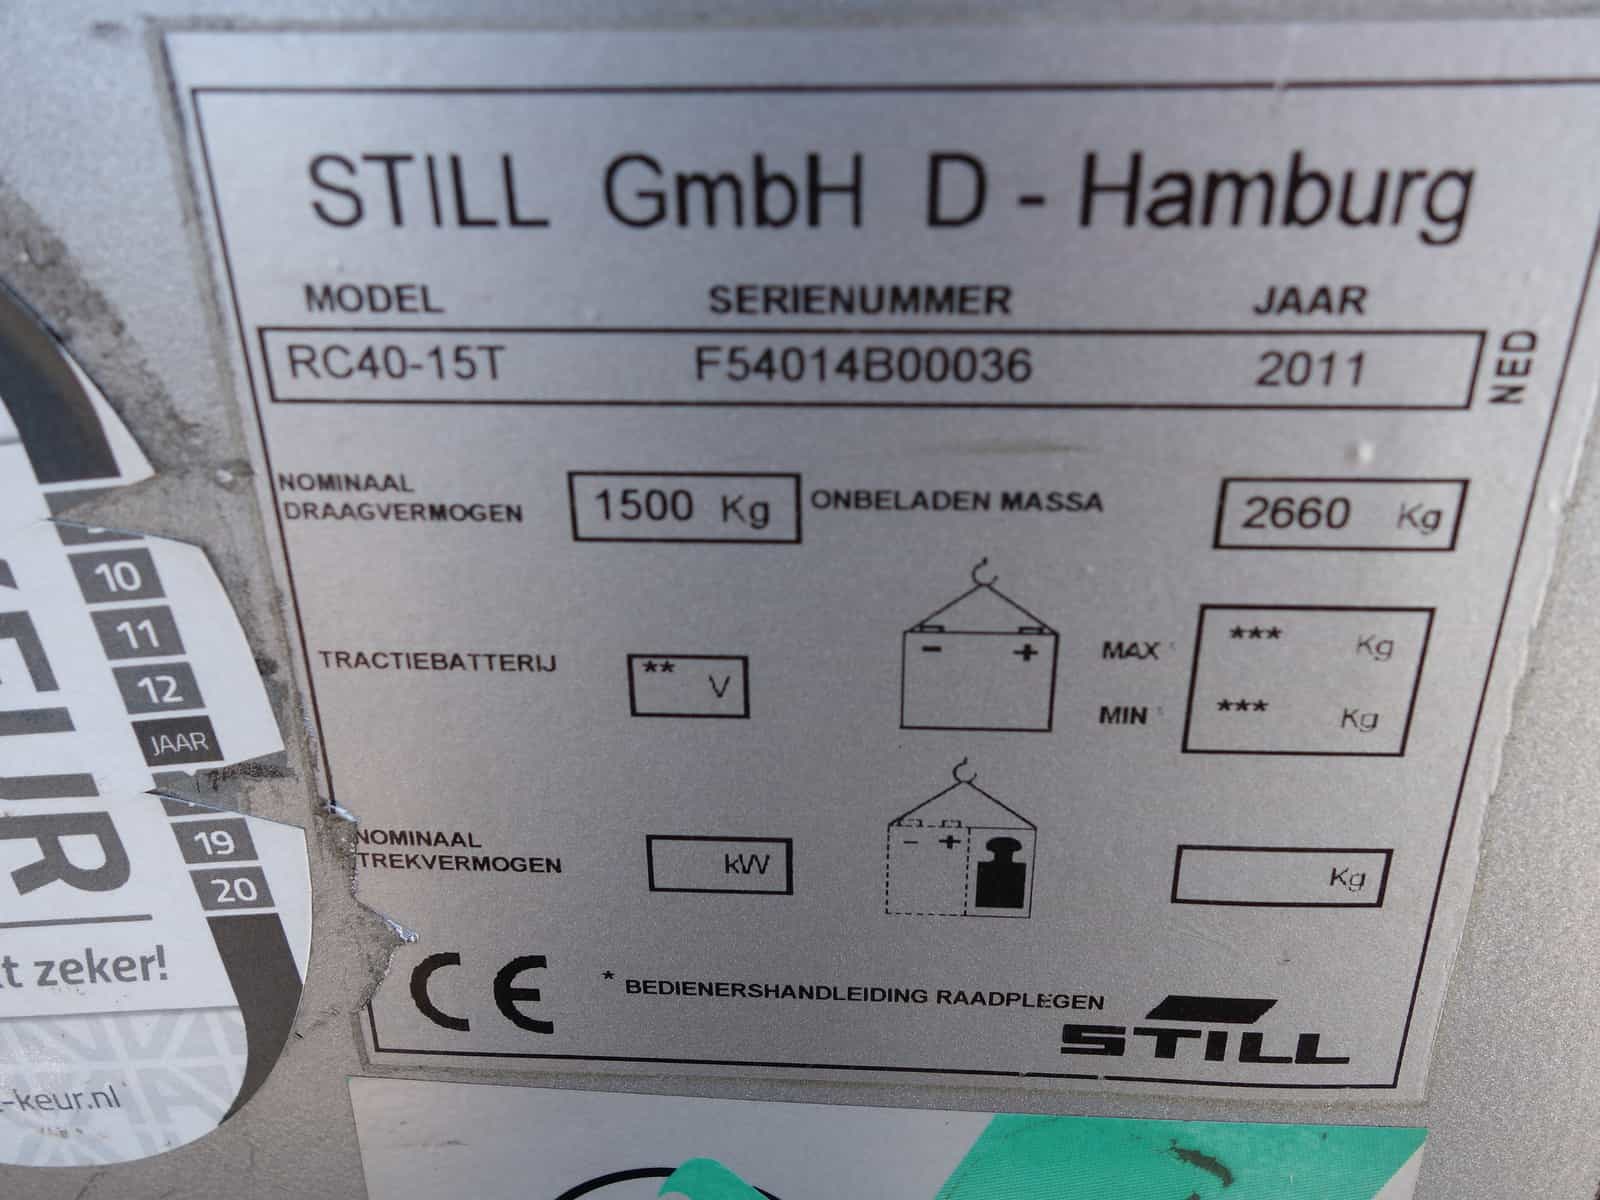 STILL GmbH D - Hamburg
MODEL SERIENUMMER JAAR
RC40-15T F54014B00036 2011
NED
NOMINAAL
DRAAGVERMOGEN 1500 Kg ONBELADEN MASSA 2660 Kg
TRACTIEBATTERIJ ** V
- +
MAX *** Kg
MIN *** Kg
NOMINAAL
TREKVERMOGEN kW
- +
Kg
CE * BEDIENERSHANDLEIDING RAADPLEGEN
STILL
10
11
12
JAAR
19
20
zeker!
-keur.nl